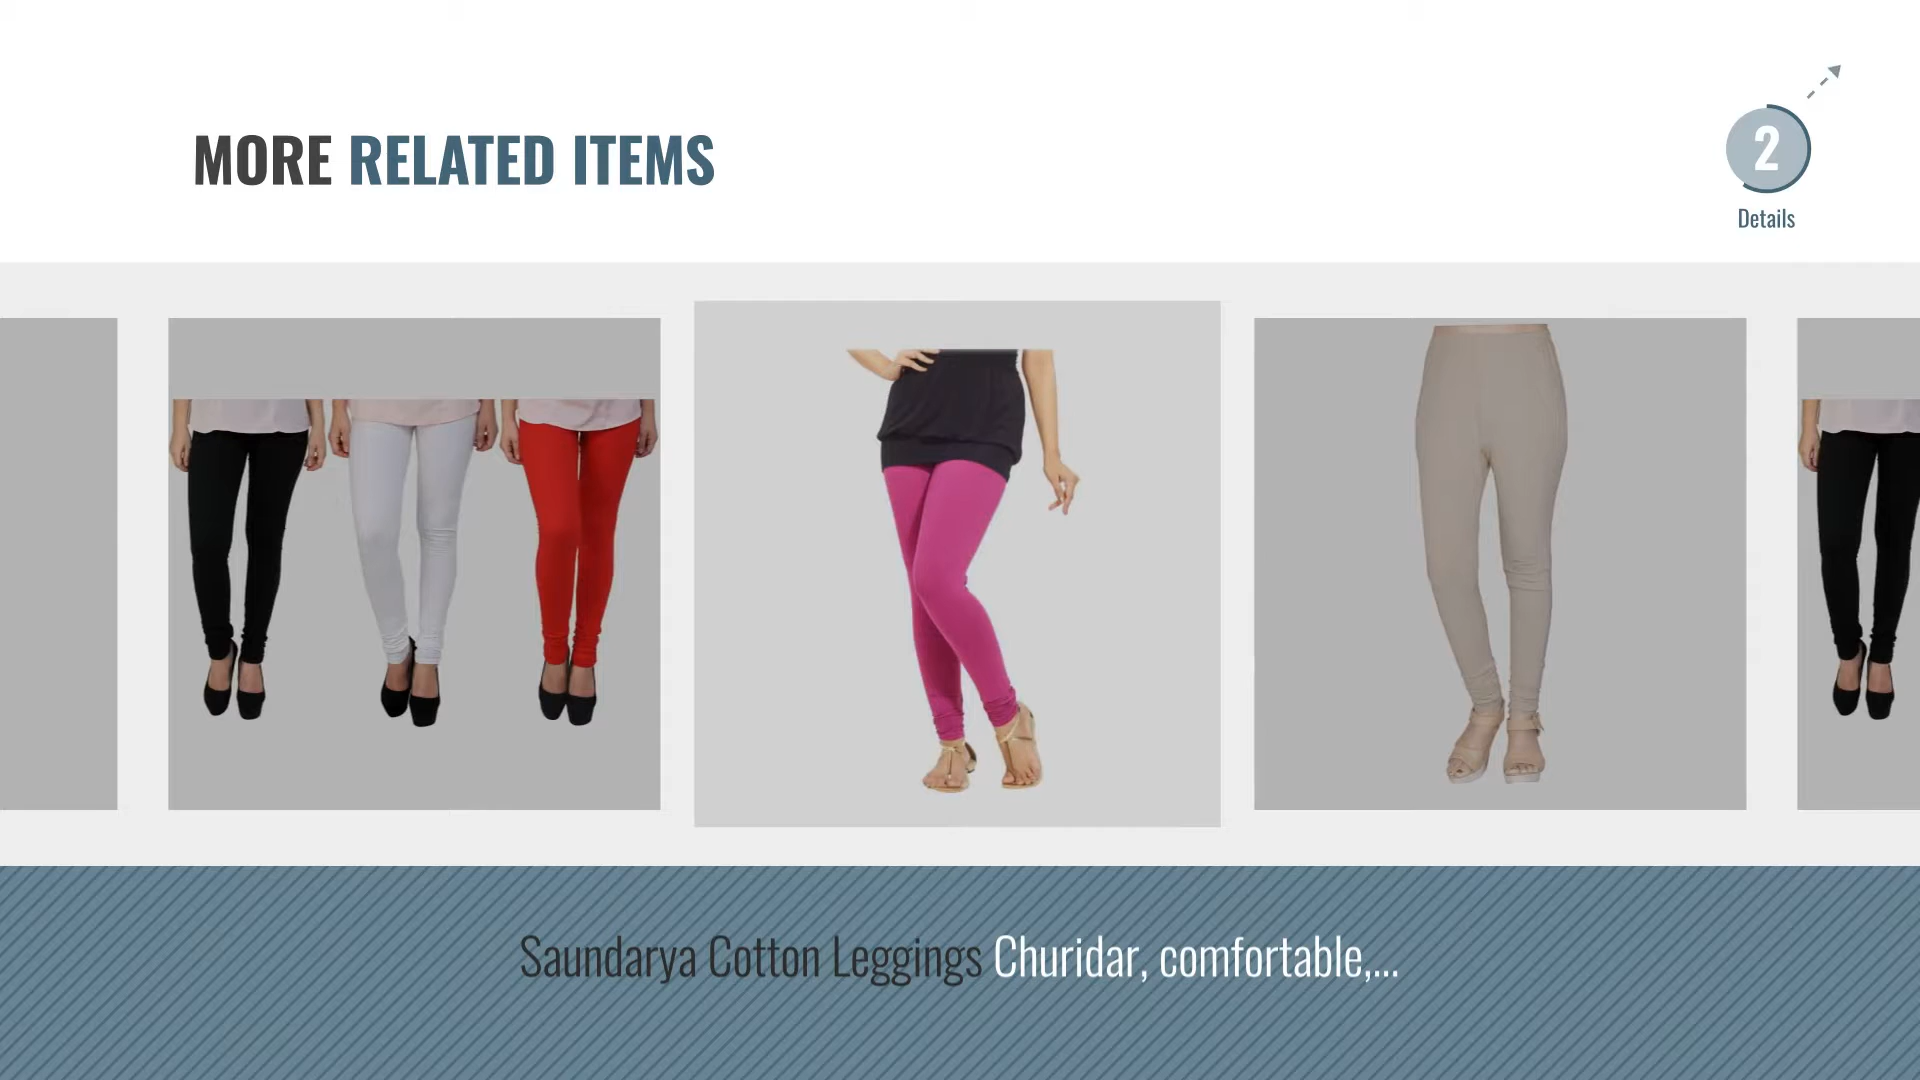 MORE RELATED ITEMS
2
Details
Saundarya Cotton Leggings Churidar, comfortable,...